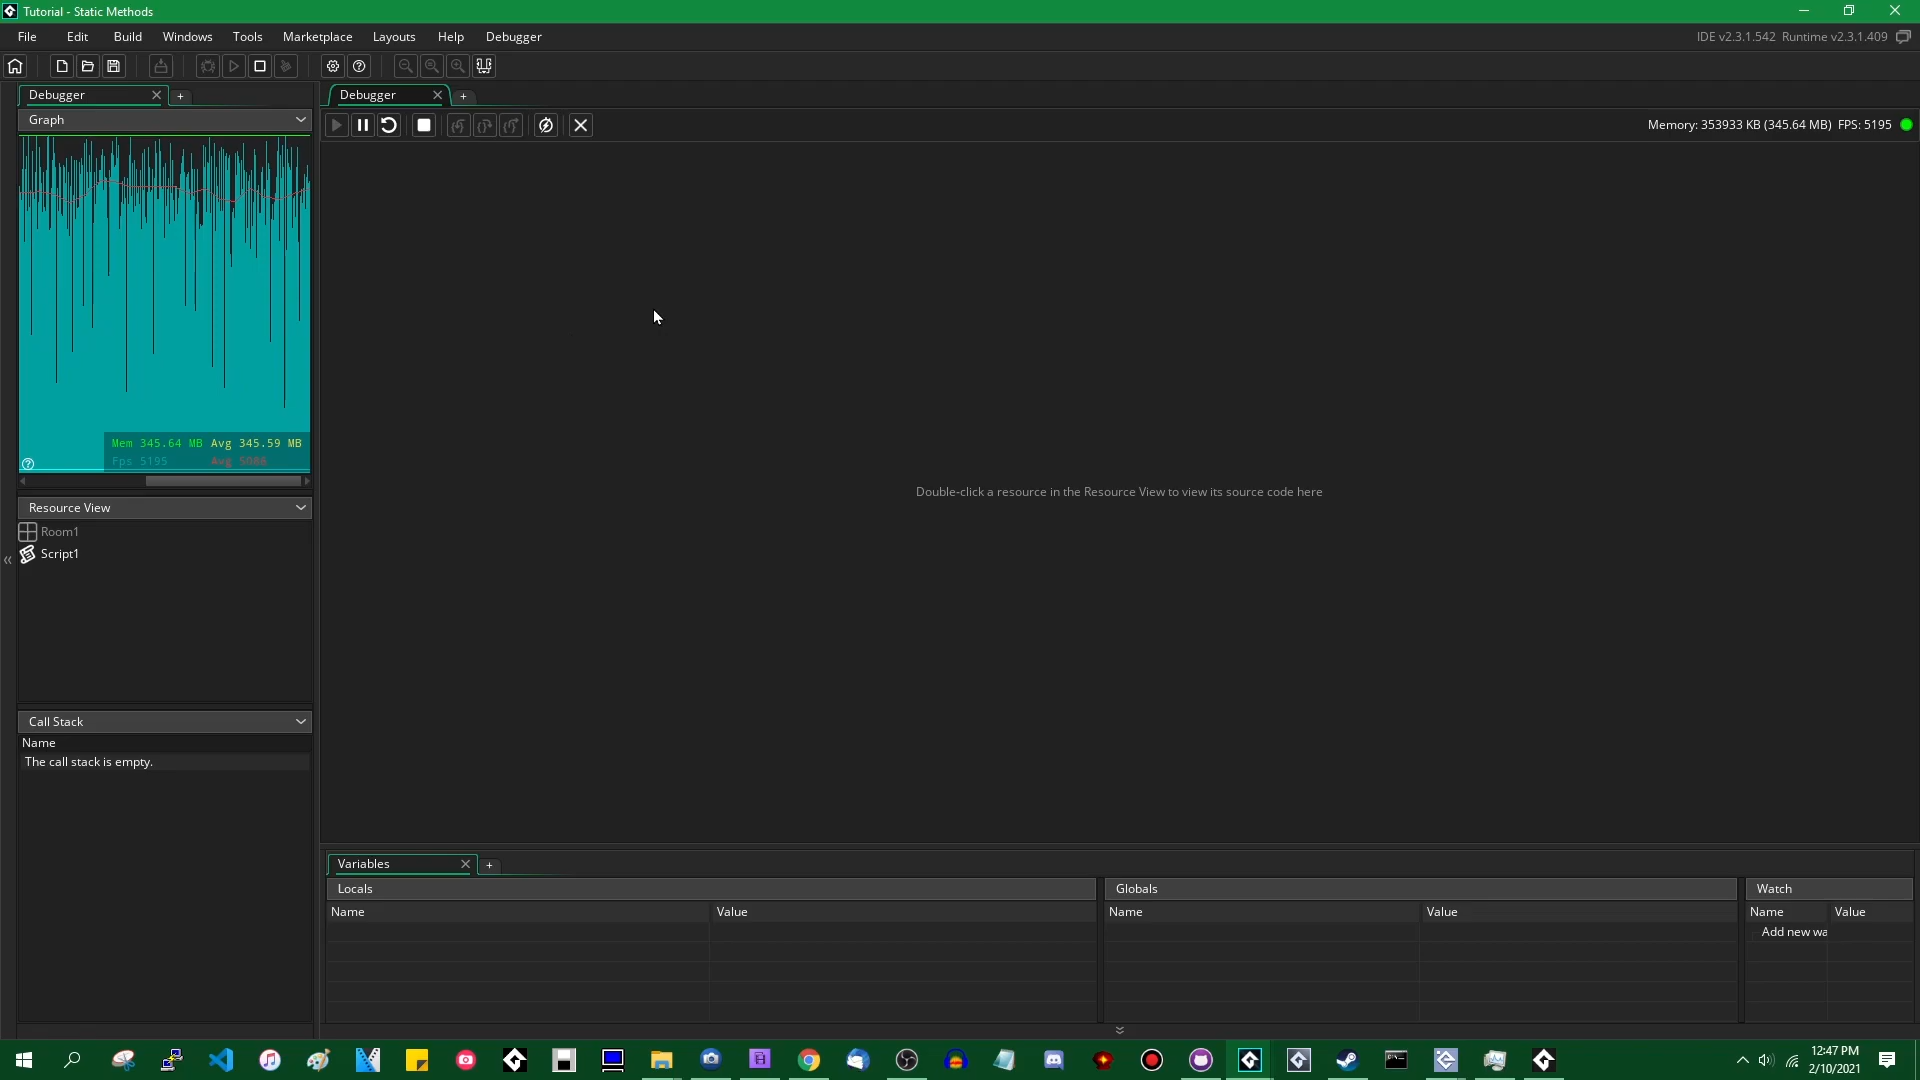 Tutorial - Static Methods
File Edit Build Windows Tools Marketplace Layouts Help Debugger
IDE v2.3.1.542 Runtime v2.3.1.409
Debugger
Graph
Mem 345.64 MB Avg 345.59 MB
Fps 5195 Avg
Resource View
Room1
Script1
Call Stack
Name
The call stack is empty.
Debugger
Memory: 353933 KB (345.64 MB) FPS: 5195
Double-click a resource in the Resource View to view its source code here
Variables
Locals
Name Value
Globals
Name Value
Watch
Name Value
Add new wa
12:47 PM
2/10/2021